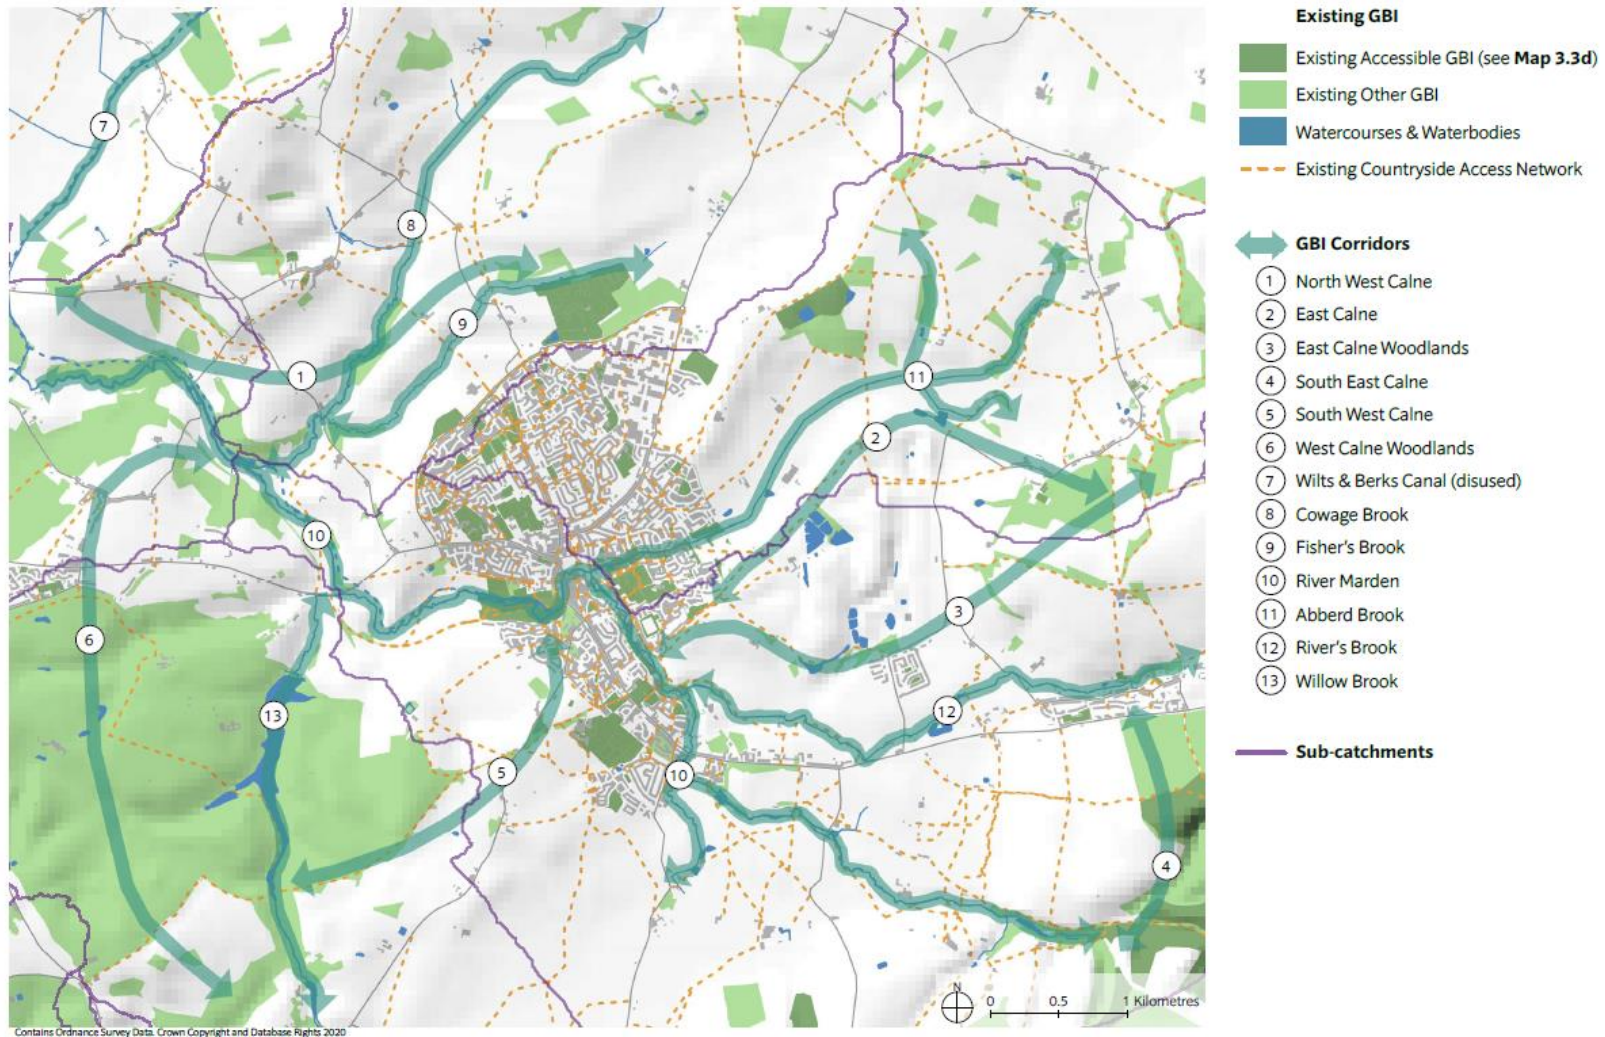 7
8
9
1
11
2
10
3
6
13
12
5
10
4
N
0 0.5 1 Kilometres
Contains Ordnance Survey Data. Crown Copyright and Database Rights 2020
Existing GBI
Existing Accessible GBI (see Map 3.3d)
Existing Other GBI
Watercourses & Waterbodies
Existing Countryside Access Network
GBI Corridors
1 North West Calne
2 East Calne
3 East Calne Woodlands
4 South East Calne
5 South West Calne
6 West Calne Woodlands
7 Wilts & Berks Canal (disused)
8 Cowage Brook
9 Fisher's Brook
10 River Marden
11 Abberd Brook
12 River's Brook
13 Willow Brook
Sub-catchments